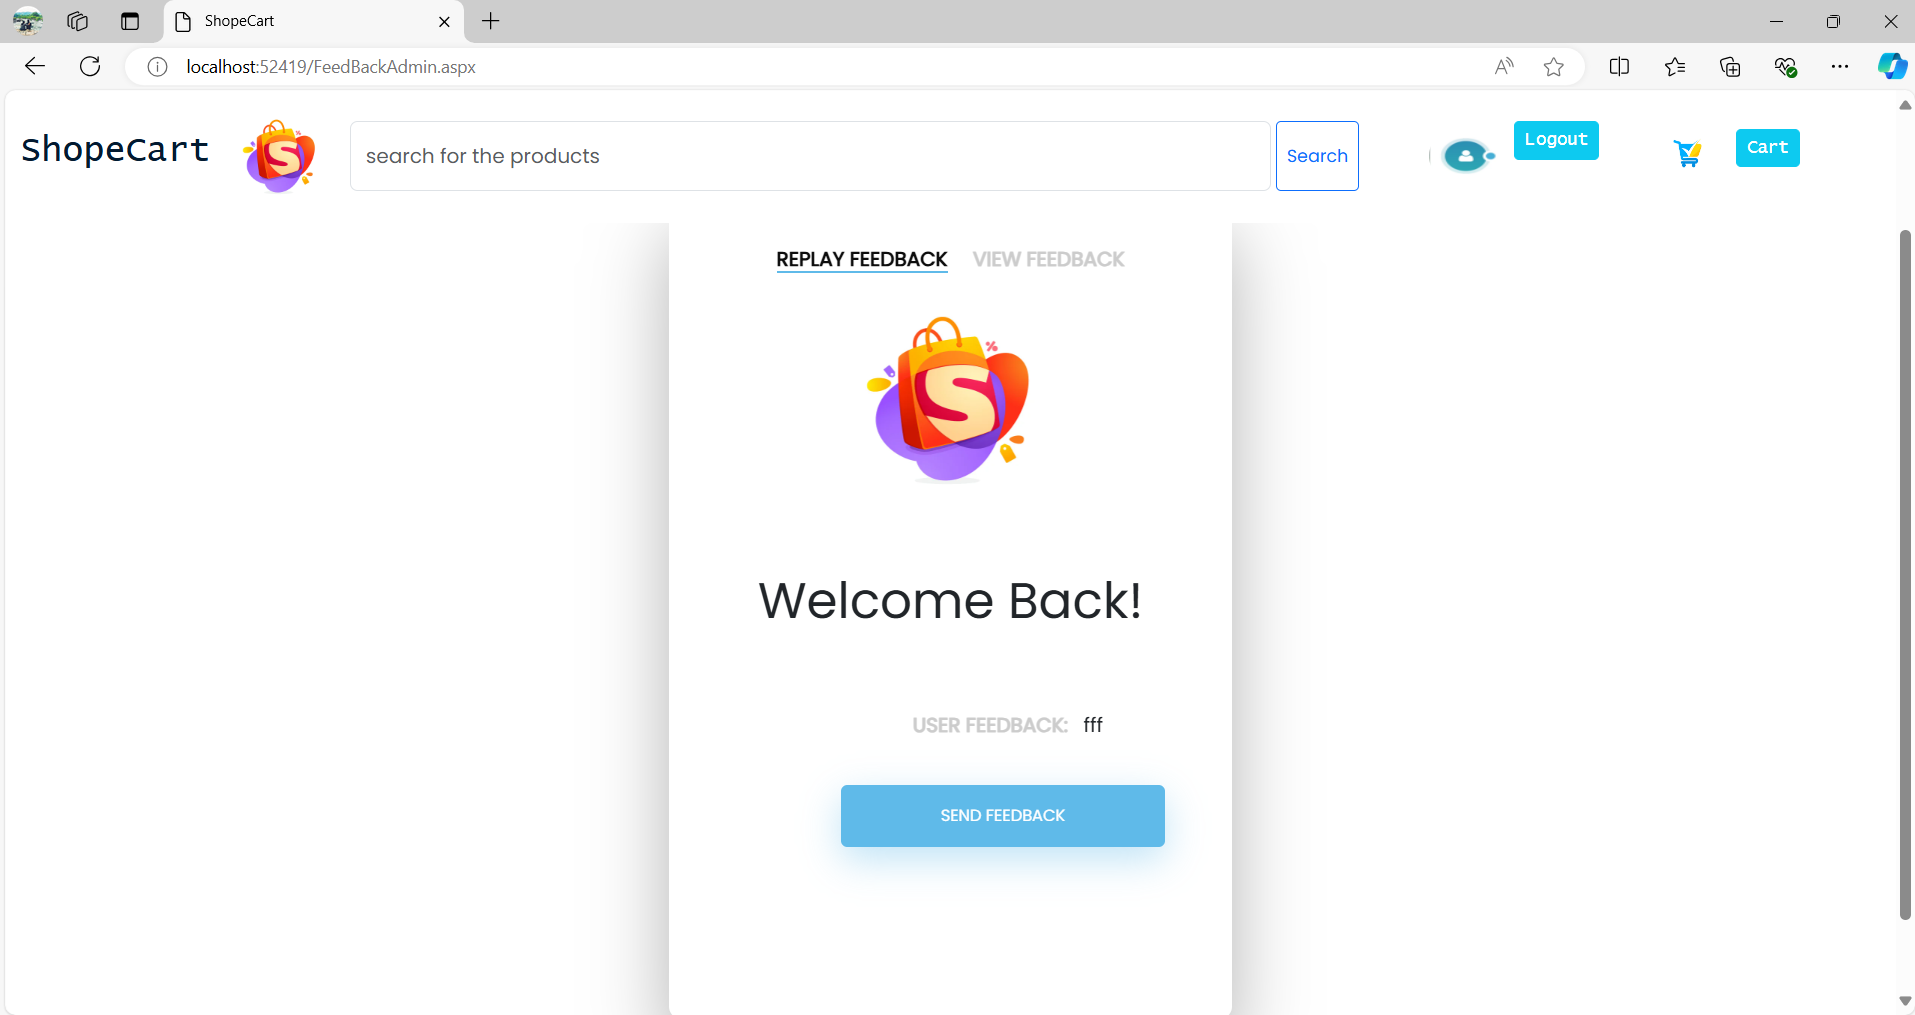 ShopeCart
localhost:52419/FeedBackAdmin.aspx
ShopeCart
search for the products
Search
Logout
Cart
REPLAY FEEDBACK VIEW FEEDBACK
S
Welcome Back!
USER FEEDBACK: fff
SEND FEEDBACK